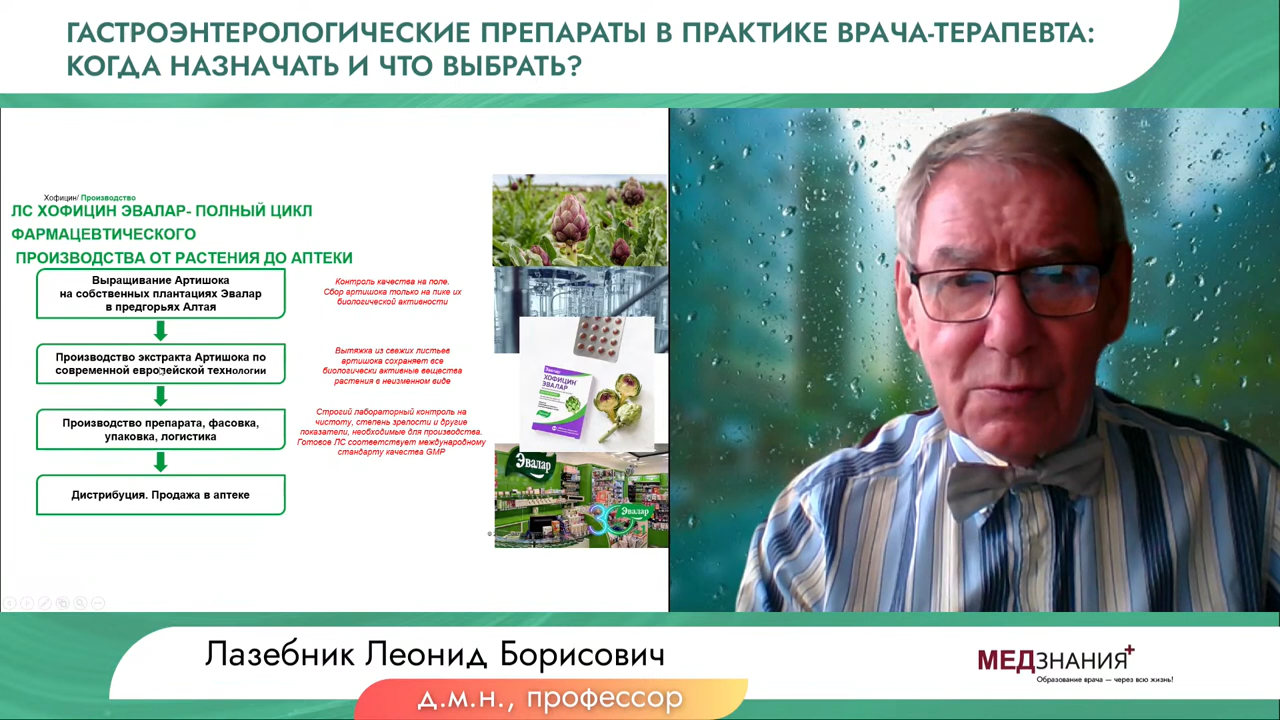 ГАСТРОЭНТЕРОЛОГИЧЕСКИЕ ПРЕПАРАТЫ В ПРАКТИКЕ ВРАЧА-ТЕРАПЕВТА:
КОГДА НАЗНАЧАТЬ И ЧТО ВЫБРАТЬ?
Хофицин/ Производство
ЛС ХОФИЦИН ЭВАЛАР- ПОЛНЫЙ ЦИКЛ
ФАРМАЦЕВТИЧЕСКОГО
ПРОИЗВОДСТВА ОТ РАСТЕНИЯ ДО АПТЕКИ
Выращивание Артишока
на собственных плантациях Эвалар
в предгорьях Алтая
Контроль качества на поле.
Сбор артишока только на пике их
биологической активности
Производство экстракта Артишока по
современной европейской технологии
Вытяжка из свежих листьев
артишока сохраняет все
биологически активные вещества
растения в неизменном виде
Производство препарата, фасовка,
упаковка, логистика
Строгий лабораторный контроль на
чистоту, степень зрелости и другие
показатели, необходимые для производства.
Готовое ЛС соответствует международному
стандарту качества GMP
Дистрибуция. Продажа в аптеке
ХОФИЦИН
ЭВАЛАР
Эвалар
Эвалар
Лазебник Леонид Борисович
д.м.н., профессор
МЕДЗНАНИЯ+
Образование врача — через всю жизнь!